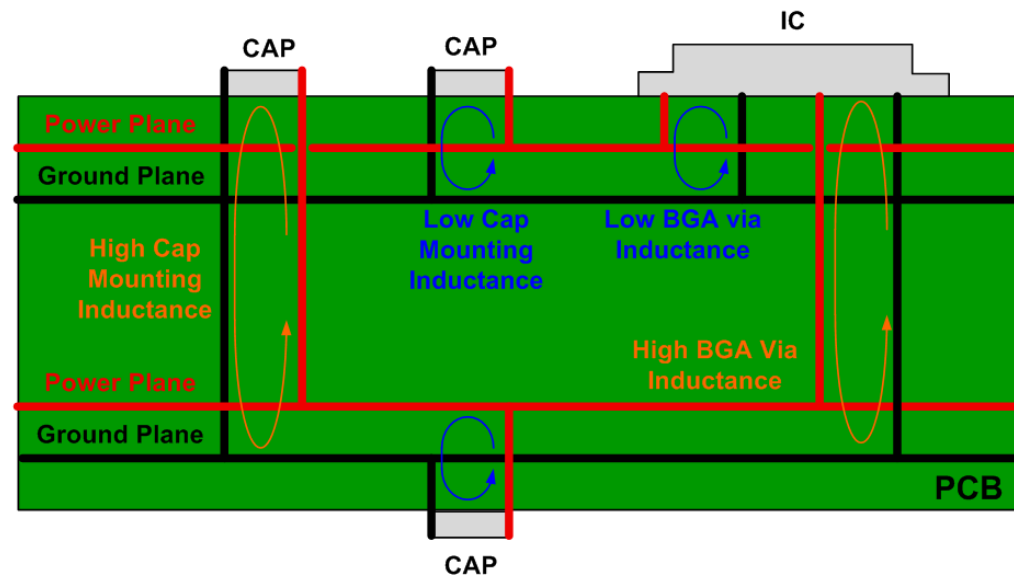 IC
CAP
CAP
Power Plane
Ground Plane
High Cap
Mounting
Inductance
Low Cap
Mounting
Inductance
Low BGA via
Inductance
High BGA Via
Inductance
Power Plane
Ground Plane
PCB
CAP